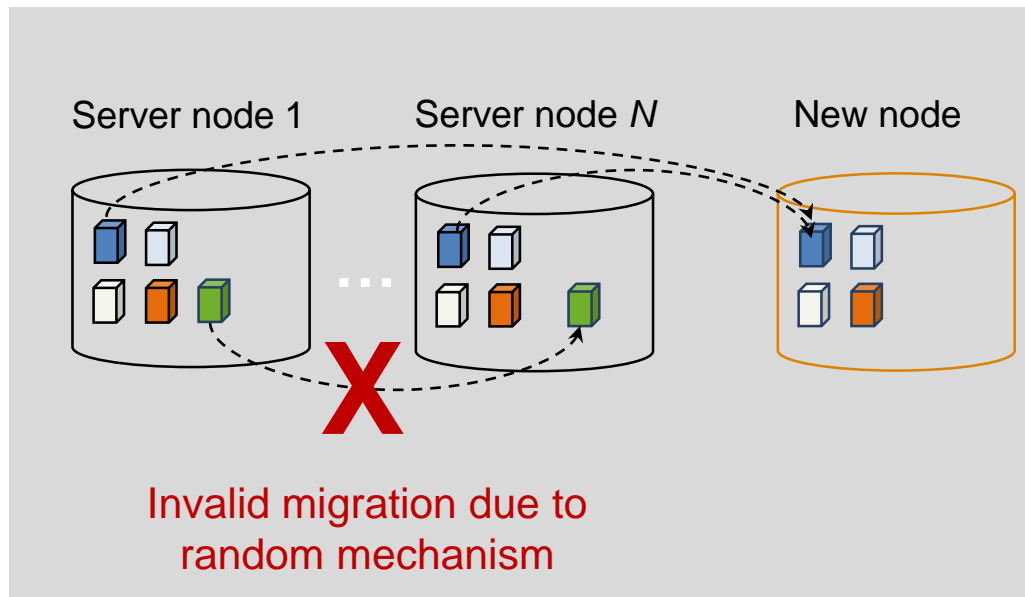 Server node 1
Server node N
New node
...
X
Invalid migration due to
random mechanism